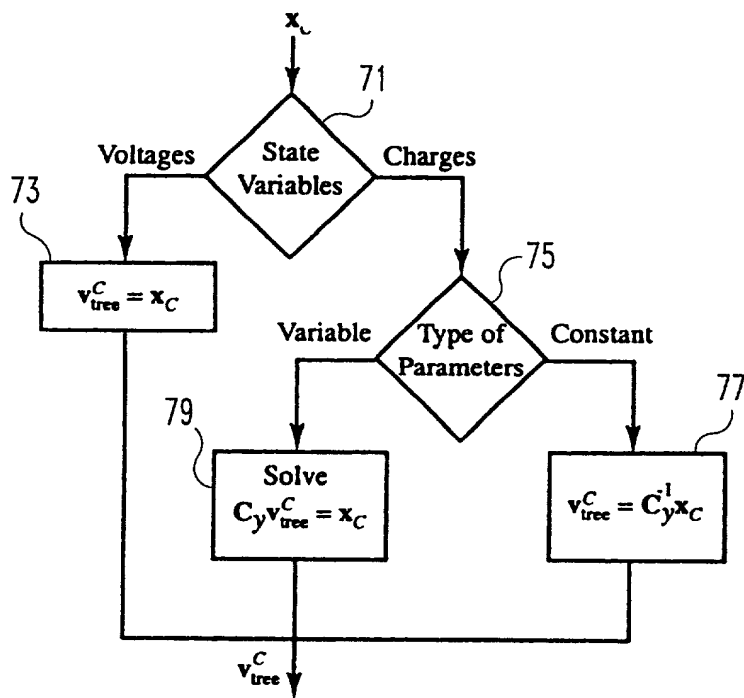 x
71
State
Variables
Voltages
Charges
73
75
v^C_tree = x_C
Type of
Parameters
Variable
Constant
79
77
Solve
C_y v^C_tree = x_C
v^C_tree = C_y^-1 x_C
v^C_tree